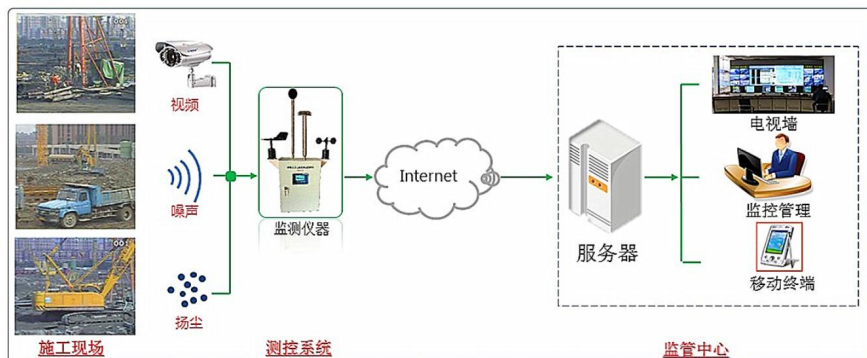 视频
噪声
扬尘
监测仪器
Internet
服务器
电视墙
监控管理
移动终端
施工现场
测控系统
监管中心